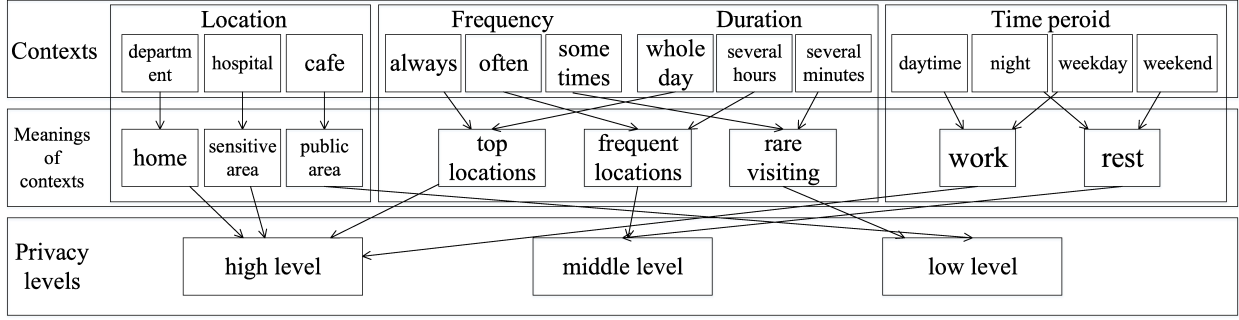 Location
Frequency
Duration
Time peroid
Contexts
departm
ent
hospital
cafe
always
often
some
times
whole
day
several
hours
several
minutes
daytime
night
weekday
weekend
Meanings
of
contexts
home
sensitive
area
public
area
top
locations
frequent
locations
rare
visiting
work
rest
Privacy
levels
high level
middle level
low level